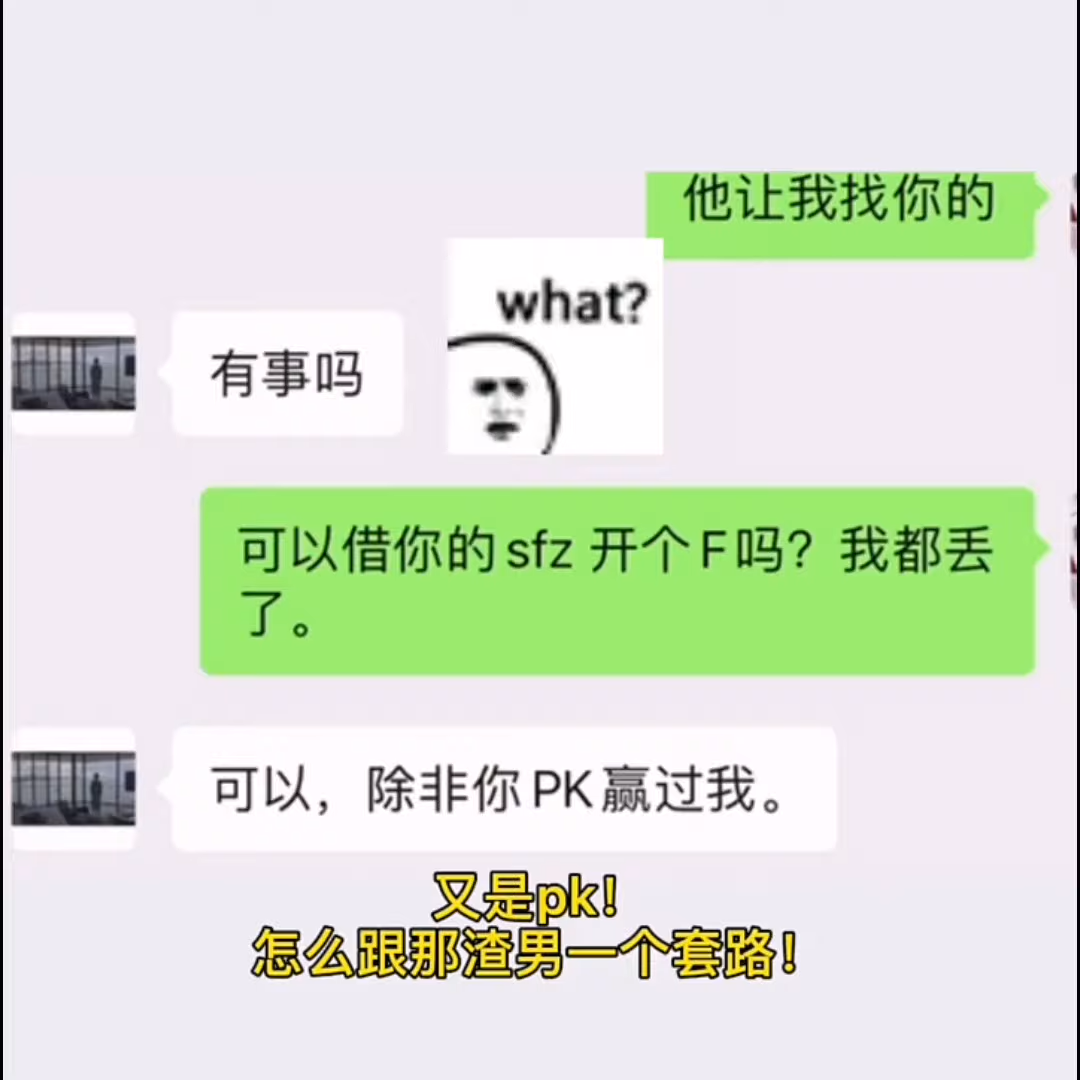 他让我找你的
what?
有事吗
可以借你的sfz 开个F吗？我都丢
了。
可以，除非你PK赢过我。
又是pk！
怎么跟那渣男一个套路！